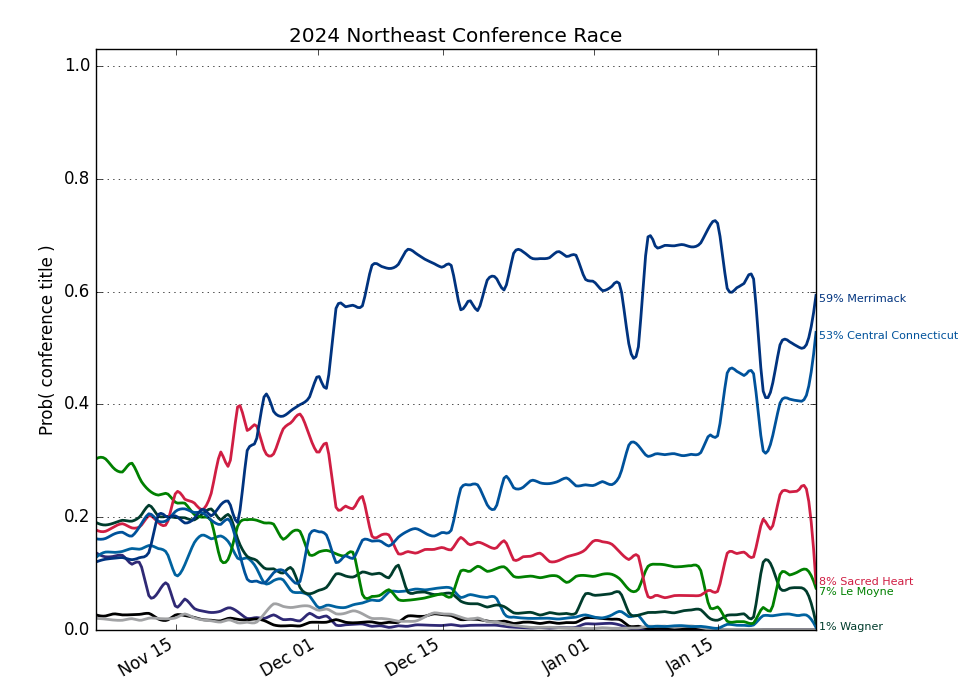 2024 Northeast Conference Race
Prob( conference title )
1.0
0.8
0.6
0.4
0.2
0.0
Nov 15
Dec 01
Dec 15
Jan 01
Jan 15
59% Merrimack
53% Central Connecticut
8% Sacred Heart
7% Le Moyne
1% Wagner